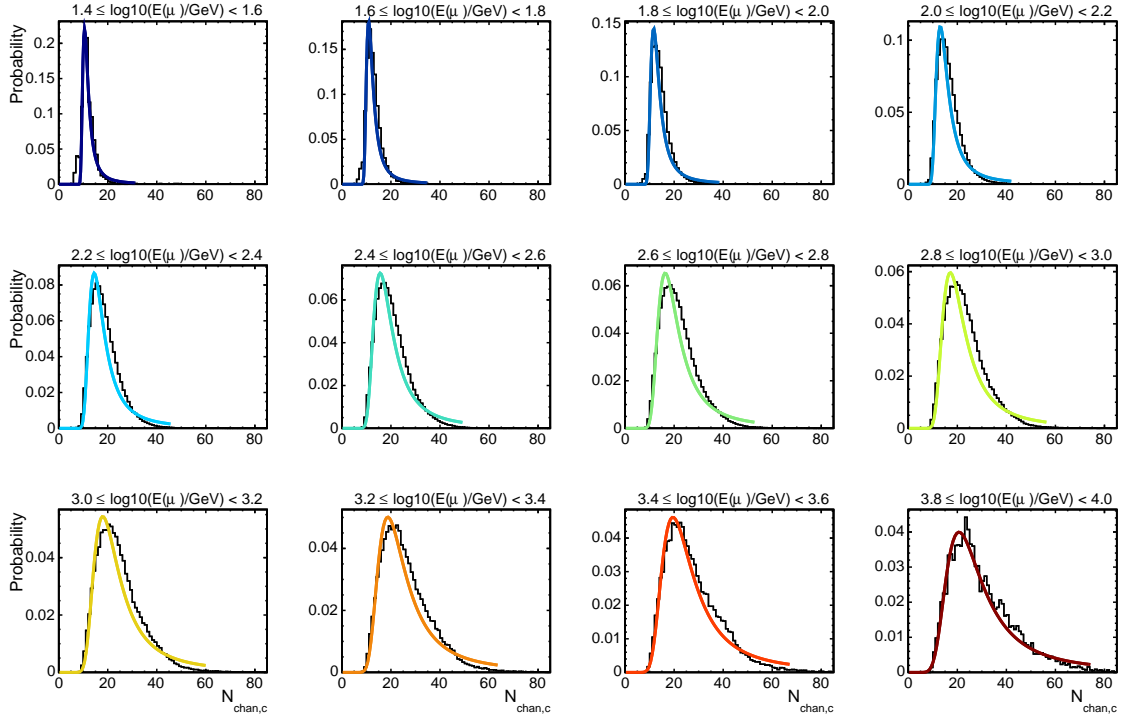 1.4 ≤ log10(E(μ)/GeV) < 1.6
1.6 ≤ log10(E(μ)/GeV) < 1.8
1.8 ≤ log10(E(μ)/GeV) < 2.0
2.0 ≤ log10(E(μ)/GeV) < 2.2
Probability
0.2
0.15
0.1
0.05
0
0 20 40 60 80
0.15
0.1
0.05
0
0 20 40 60 80
0.15
0.1
0.05
0
0 20 40 60 80
0.1
0.05
0
0 20 40 60 80
2.2 ≤ log10(E(μ)/GeV) < 2.4
2.4 ≤ log10(E(μ)/GeV) < 2.6
2.6 ≤ log10(E(μ)/GeV) < 2.8
2.8 ≤ log10(E(μ)/GeV) < 3.0
Probability
0.08
0.06
0.04
0.02
0
0 20 40 60 80
0.06
0.04
0.02
0
0 20 40 60 80
0.06
0.04
0.02
0
0 20 40 60 80
0.06
0.04
0.02
0
0 20 40 60 80
3.0 ≤ log10(E(μ)/GeV) < 3.2
3.2 ≤ log10(E(μ)/GeV) < 3.4
3.4 ≤ log10(E(μ)/GeV) < 3.6
3.8 ≤ log10(E(μ)/GeV) < 4.0
Probability
0.04
0.02
0
0 20 40 60 80
N chan,c
0.04
0.02
0
0 20 40 60 80
N chan,c
0.04
0.03
0.02
0.01
0
0 20 40 60 80
N chan,c
0.04
0.02
0
0 20 40 60 80
N chan,c